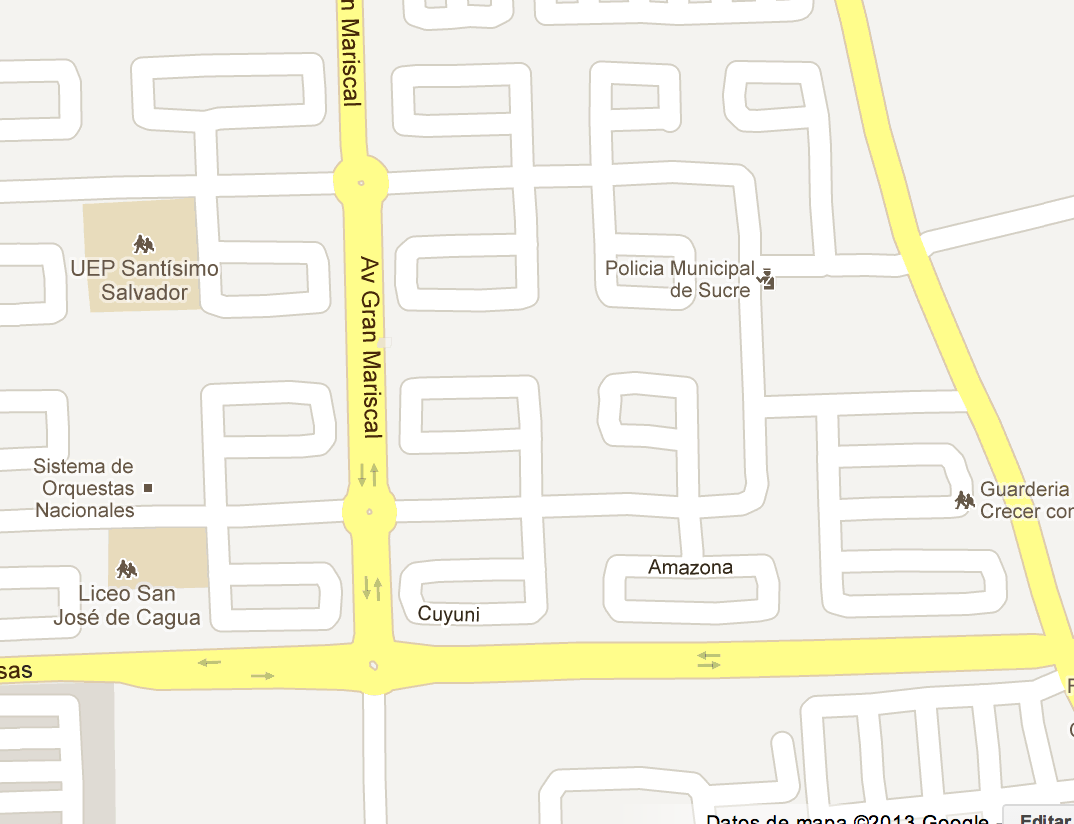 n Mariscal
UEP Santísimo
Salvador
Av Gran Mariscal
Policia Municipal
de Sucre
Sistema de
Orquestas
Nacionales
Guarderia
Crecer con
Liceo San
José de Cagua
Amazona
Cuyuni
sas
Datos de mapa ©2013 Google -
Editar